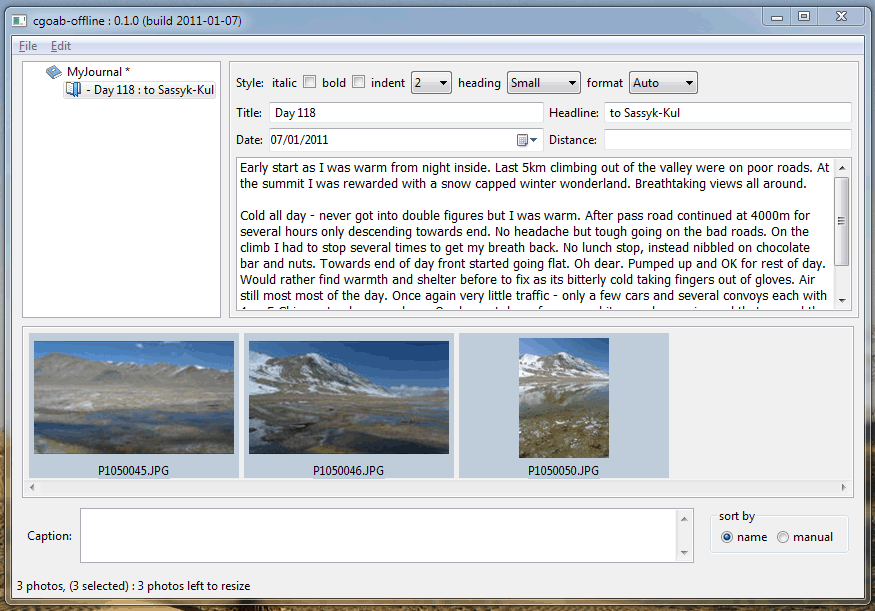 cgoab-offline : 0.1.0 (build 2011-01-07)
File Edit
MyJournal *
- Day 118 : to Sassyk-Kul
Style: italic bold indent 2 heading Small format Auto
Title: Day 118 Headline: to Sassyk-Kul
Date: 07/01/2011 Distance:
Early start as I was warm from night inside. Last 5km climbing out of the valley were on poor roads. At
the summit I was rewarded with a snow capped winter wonderland. Breathtaking views all around.
Cold all day - never got into double figures but I was warm. After pass road continued at 4000m for
several hours only descending towards end. No headache but tough going on the bad roads. On the
climb I had to stop several times to get my breath back. No lunch stop, instead nibbled on chocolate
bar and nuts. Towards end of day front started going flat. Oh dear. Pumped up and OK for rest of day.
Would rather find warmth and shelter before to fix as its bitterly cold taking fingers out of gloves. Air
still most most of the day. Once again very little traffic - only a few cars and several convoys each with
P1050045.JPG P1050046.JPG P1050050.JPG
Caption:
sort by
name manual
3 photos, (3 selected) : 3 photos left to resize